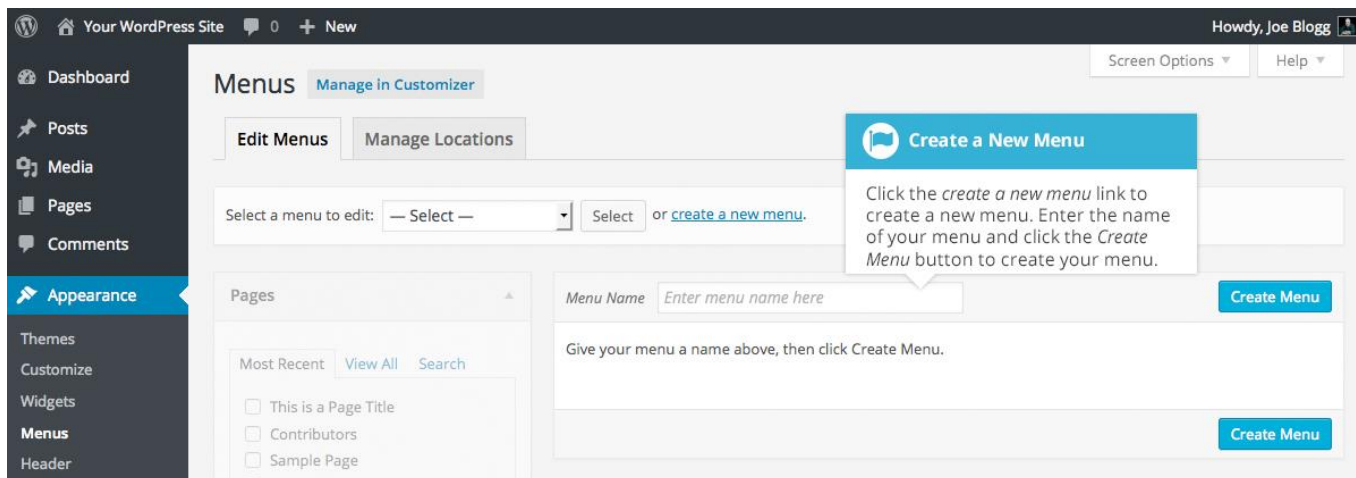 Your WordPress Site 0 + New Howdy, Joe Blogg
Screen Options Help
Dashboard
Posts
Media
Pages
Comments
Appearance
Themes
Customize
Widgets
Menus
Header
Menus Manage in Customizer
Edit Menus Manage Locations
Create a New Menu
Click the create a new menu link to
create a new menu. Enter the name
of your menu and click the Create
Menu button to create your menu.
Select a menu to edit: — Select — Select or create a new menu.
Pages
Most Recent View All Search
This is a Page Title
Contributors
Sample Page
Menu Name Enter menu name here Create Menu
Give your menu a name above, then click Create Menu.
Create Menu